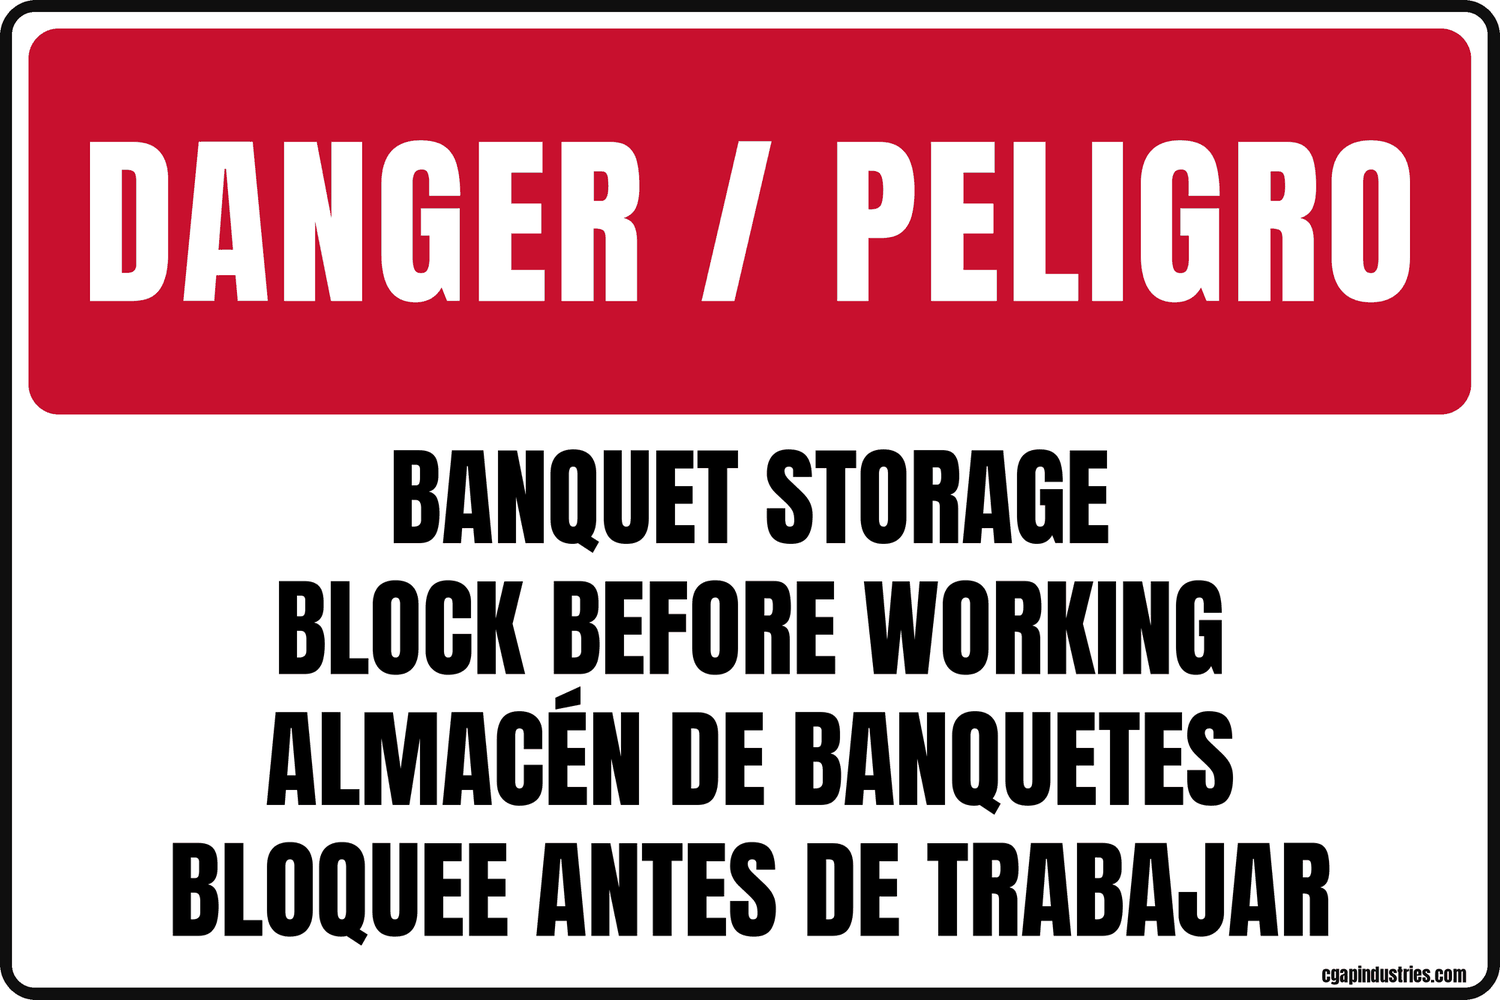 DANGER / PELIGRO
BANQUET STORAGE
BLOCK BEFORE WORKING
ALMACÉN DE BANQUETES
BLOQUEE ANTES DE TRABAJAR
cgapindustries.com